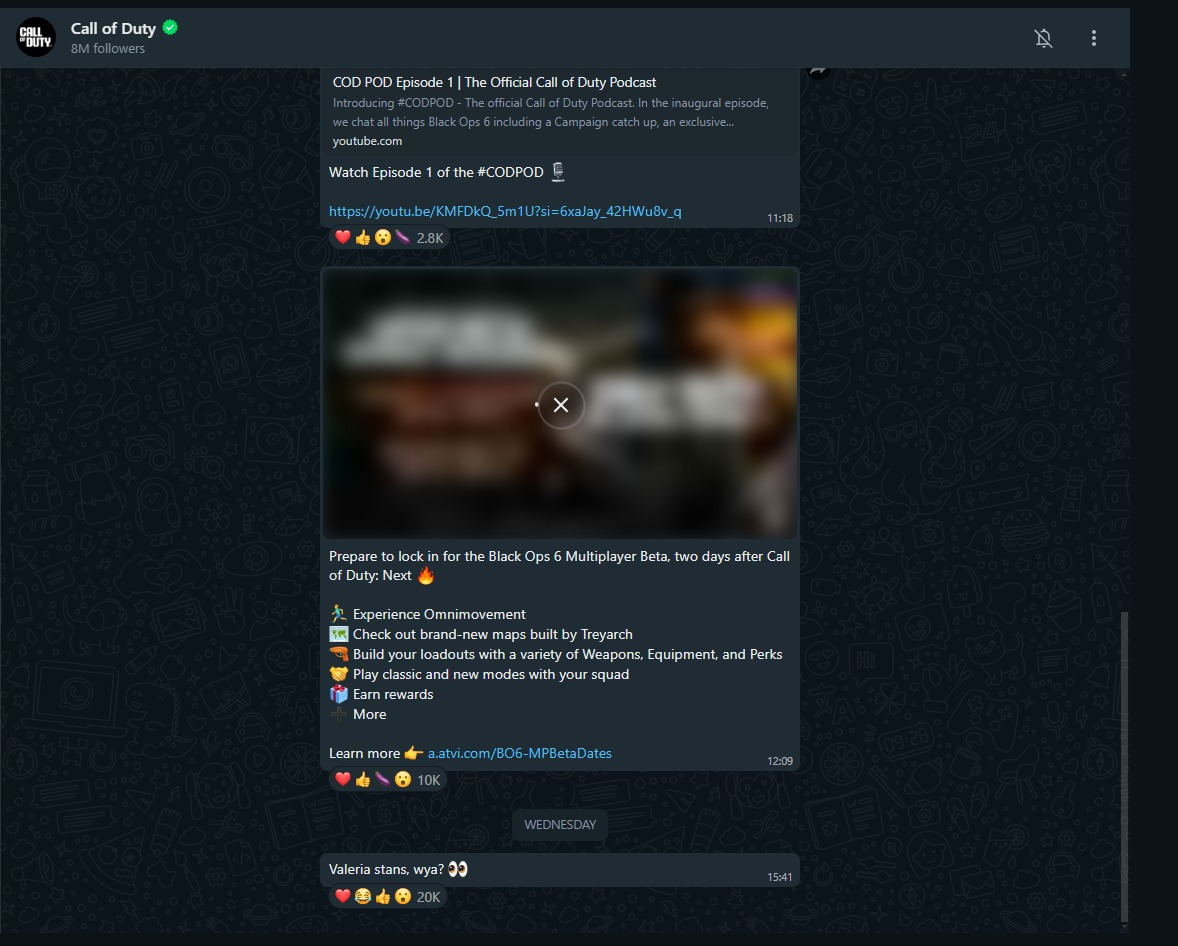 CALL OF DUTY
Call of Duty
8M followers
COD POD Episode 1 | The Official Call of Duty Podcast
Introducing #CODPOD - The official Call of Duty Podcast. In the inaugural episode,
we chat all things Black Ops 6 including a Campaign catch up, an exclusive...
youtube.com
Watch Episode 1 of the #CODPOD 🎙️
https://youtu.be/KMFDkQ_5m1U?si=6xaJay_42HWu8v_q
11:18
❤️👍😮🍆 2.8K
Prepare to lock in for the Black Ops 6 Multiplayer Beta, two days after Call
of Duty: Next 🔥
🏃‍♂️ Experience Omnimovement
🗺️ Check out brand-new maps built by Treyarch
🔫 Build your loadouts with a variety of Weapons, Equipment, and Perks
🤝 Play classic and new modes with your squad
🎁 Earn rewards
➕ More
Learn more 👉 a.atvi.com/BO6-MPBetaDates
12:09
❤️👍🍆😮 10K
WEDNESDAY
Valeria stans, wya? 👀
15:41
❤️😂👍😮 20K